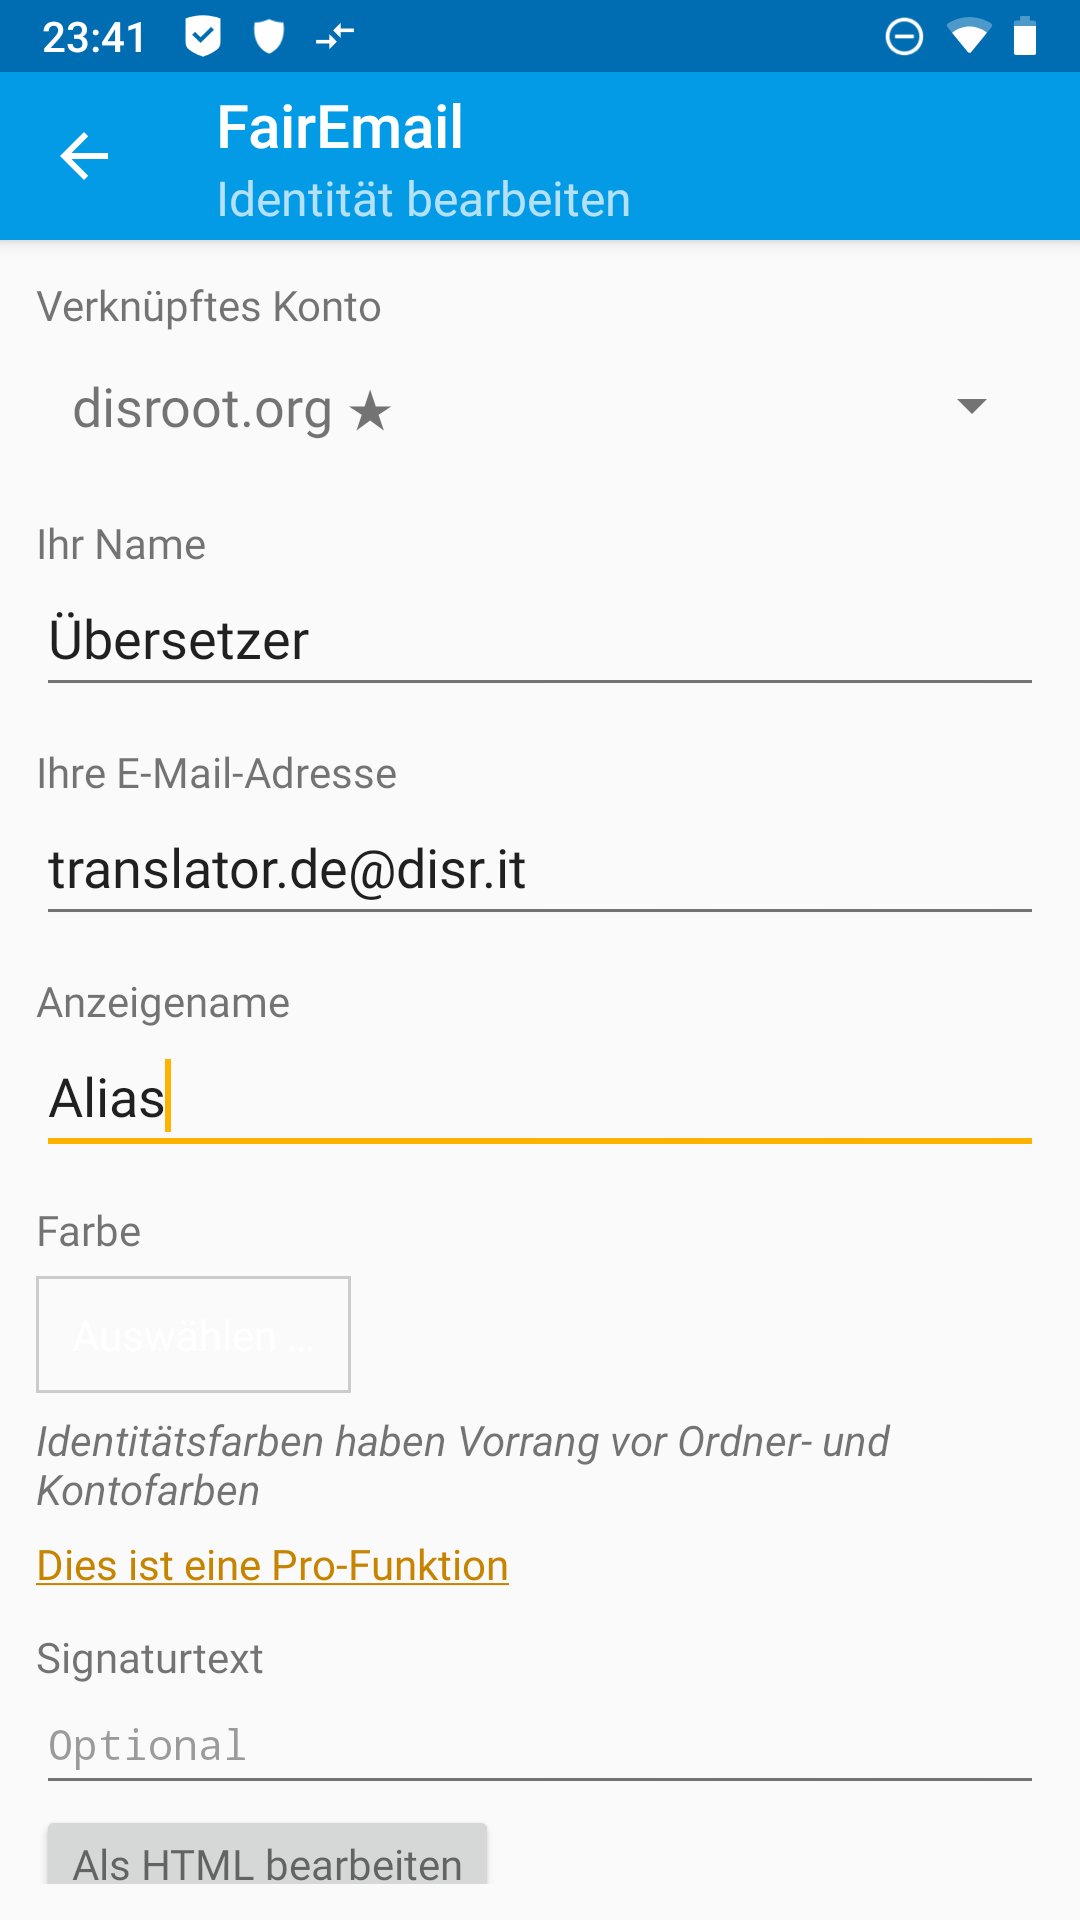 23:41
FairEmail
Identität bearbeiten
Verknüpftes Konto
disroot.org ★
Ihr Name
Übersetzer
Ihre E-Mail-Adresse
translator.de@disr.it
Anzeigename
Alias
Farbe
Auswählen ...
Identitätsfarben haben Vorrang vor Ordner- und
Kontofarben
Dies ist eine Pro-Funktion
Signaturtext
Optional
Als HTML bearbeiten